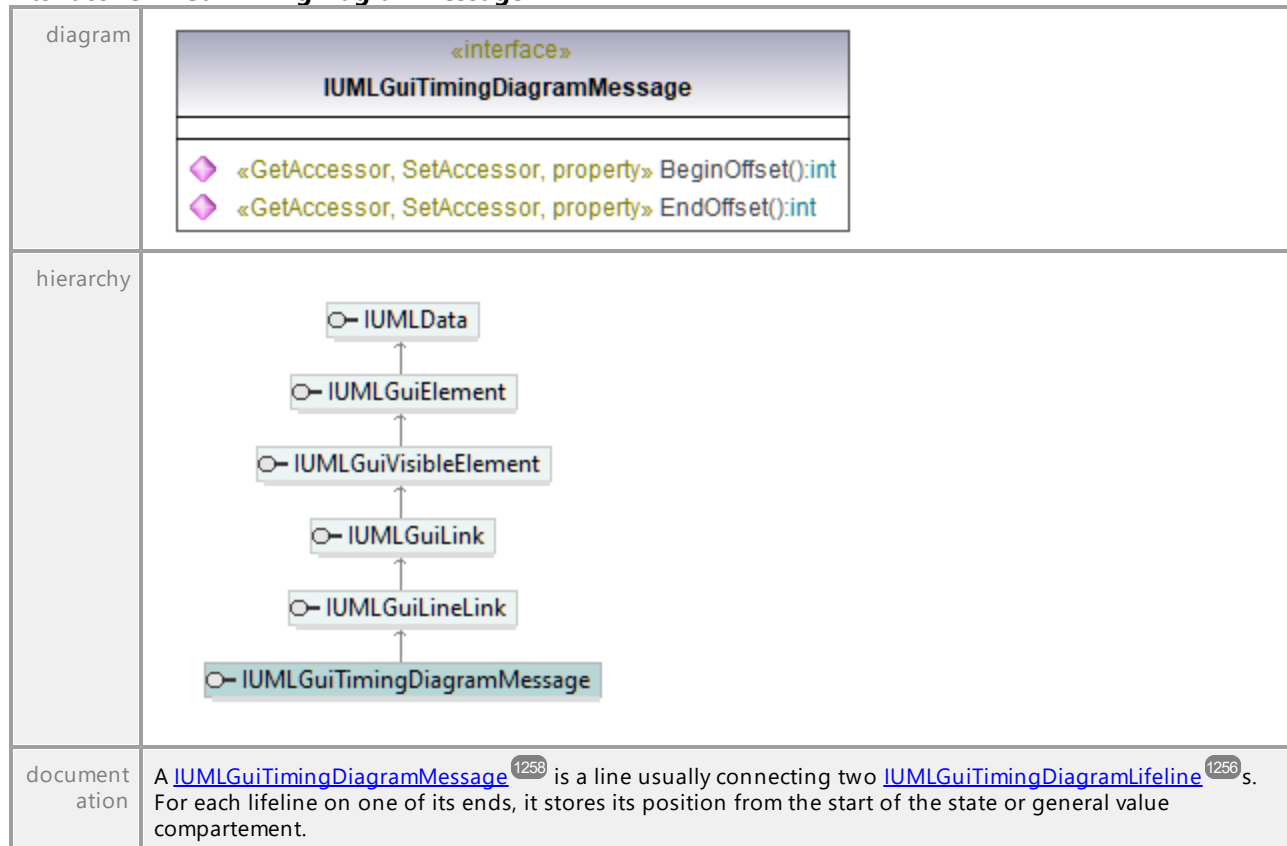 diagram
«interface»
IUMLGuiTimingDiagramMessage
«GetAccessor, SetAccessor, property» BeginOffset():int
«GetAccessor, SetAccessor, property» EndOffset():int
hierarchy
IUMLData
IUMLGuiElement
IUMLGuiVisibleElement
IUMLGuiLink
IUMLGuiLineLink
IUMLGuiTimingDiagramMessage
document
ation
A IUMLGuiTimingDiagramMessage 1258 is a line usually connecting two IUMLGuiTimingDiagramLifeline 1256 s.
For each lifeline on one of its ends, it stores its position from the start of the state or general value
compartement.